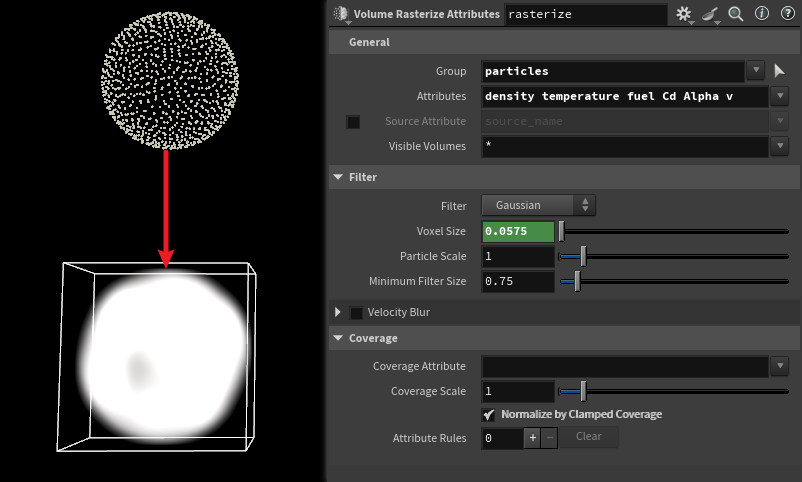 Volume Rasterize Attributes rasterize
General
Group particles
Attributes density temperature fuel Cd Alpha v
Source Attribute source_name
Visible Volumes *
Filter
Filter Gaussian
Voxel Size 0.0575
Particle Scale 1
Minimum Filter Size 0.75
Velocity Blur
Coverage
Coverage Attribute
Coverage Scale 1
Normalize by Clamped Coverage
Attribute Rules 0 + − Clear